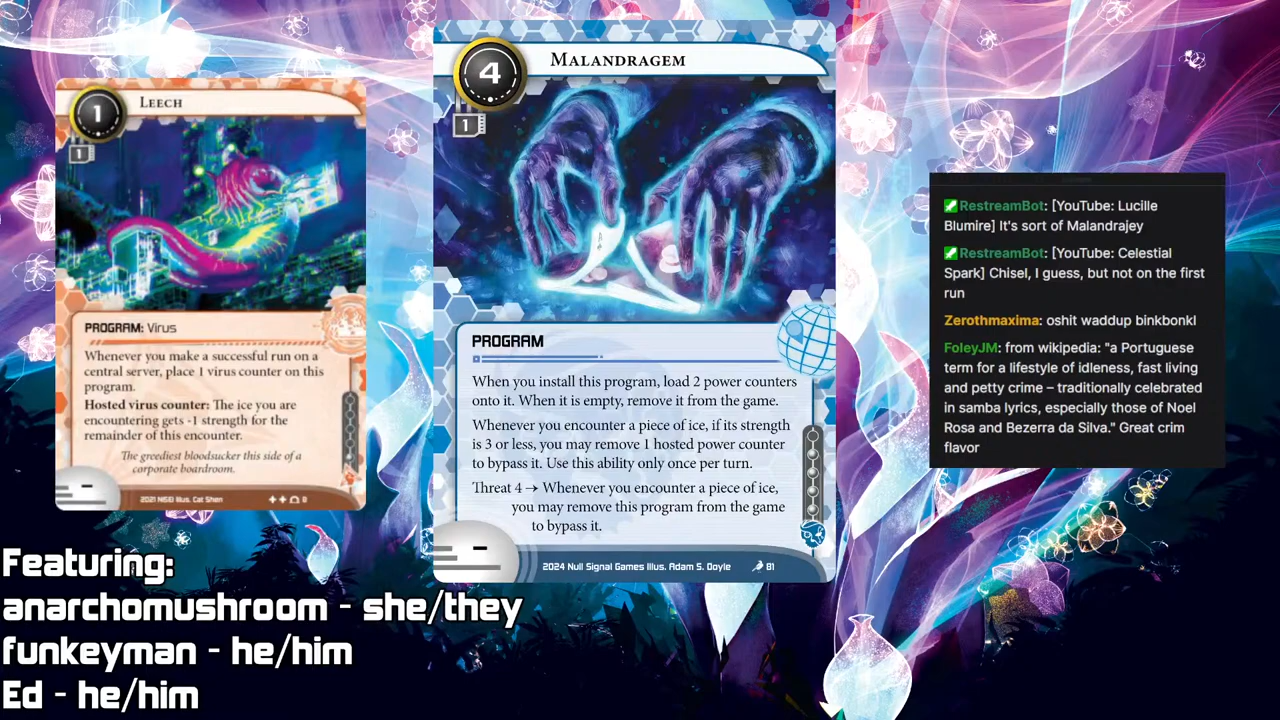 1
LEECH
1
PROGRAM: Virus
Whenever you make a successful run on a
central server, place 1 virus counter on this
program.
Hosted virus counter: The ice you are
encountering gets -1 strength for the
remainder of this encounter.
The greediest bloodsucker this side of a
corporate boardroom.
2021 NISEI Illus. Cat Shen
4
MALANDRAGEM
1
PROGRAM
When you install this program, load 2 power counters
onto it. When it is empty, remove it from the game.
Whenever you encounter a piece of ice, if its strength
is 3 or less, you may remove 1 hosted power counter
to bypass it. Use this ability only once per turn.
Threat 4 → Whenever you encounter a piece of ice,
you may remove this program from the game
to bypass it.
2024 Null Signal Games Illus. Adam S. Doyle 81
RestreamBot: [YouTube: Lucille
Blumire] It's sort of Malandrajey
RestreamBot: [YouTube: Celestial
Spark] Chisel, I guess, but not on the first
run
Zerothmaxima: oshit waddup binkbonkl
FoleyJM: from wikipedia: "a Portuguese
term for a lifestyle of idleness, fast living
and petty crime – traditionally celebrated
in samba lyrics, especially those of Noel
Rosa and Bezerra da Silva." Great crim
flavor
Featuring:
anarchomushroom - she/they
funkeyman - he/him
Ed - he/him